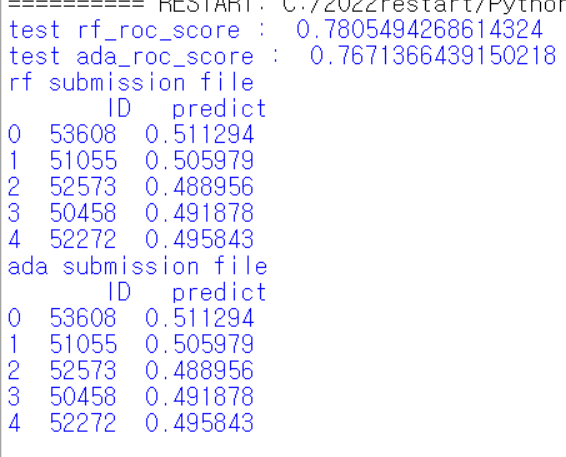 ========== RESTART: C:/2022restart/Python
test rf_roc_score :  0.7805494268614324
test ada_roc_score :  0.7671366439150218
rf submission file
ID predict
0 53608 0.511294
1 51055 0.505979
2 52573 0.488956
3 50458 0.491878
4 52272 0.495843
ada submission file
ID predict
0 53608 0.511294
1 51055 0.505979
2 52573 0.488956
3 50458 0.491878
4 52272 0.495843